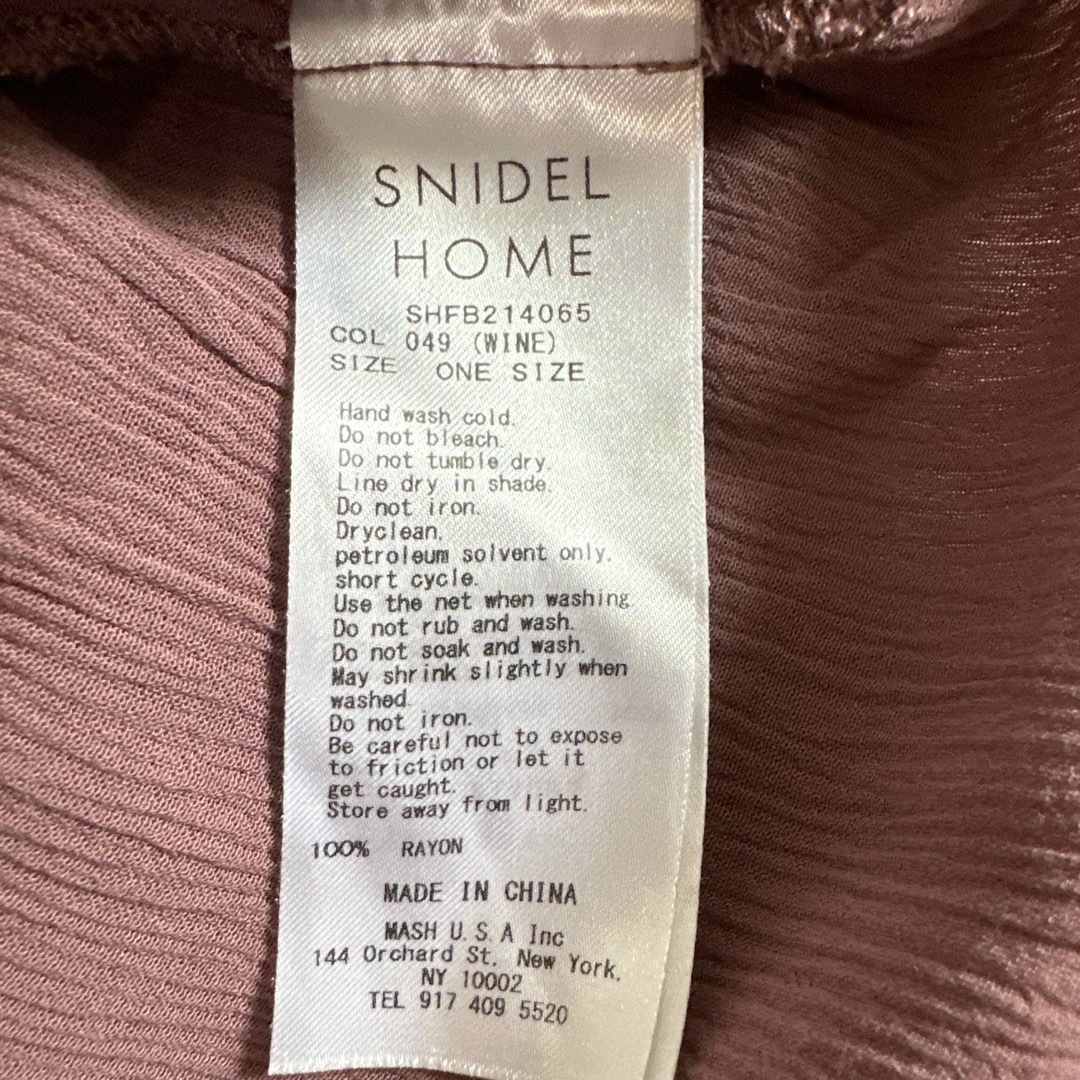 SNIDEL
HOME
SHFB214065
COL 049 (WINE)
SIZE ONE SIZE
Hand wash cold.
Do not bleach.
Do not tumble dry.
Line dry in shade.
Do not iron.
Dryclean,
petroleum solvent only,
short cycle.
Use the net when washing
Do not rub and wash.
Do not soak and wash.
May shrink slightly when
washed.
Do not iron.
Be careful not to expose
to friction or let it
get caught.
Store away from light.
100% RAYON
MADE IN CHINA
MASH U.S.A Inc
144 Orchard St, New York,
NY 10002
TEL 917 409 5520